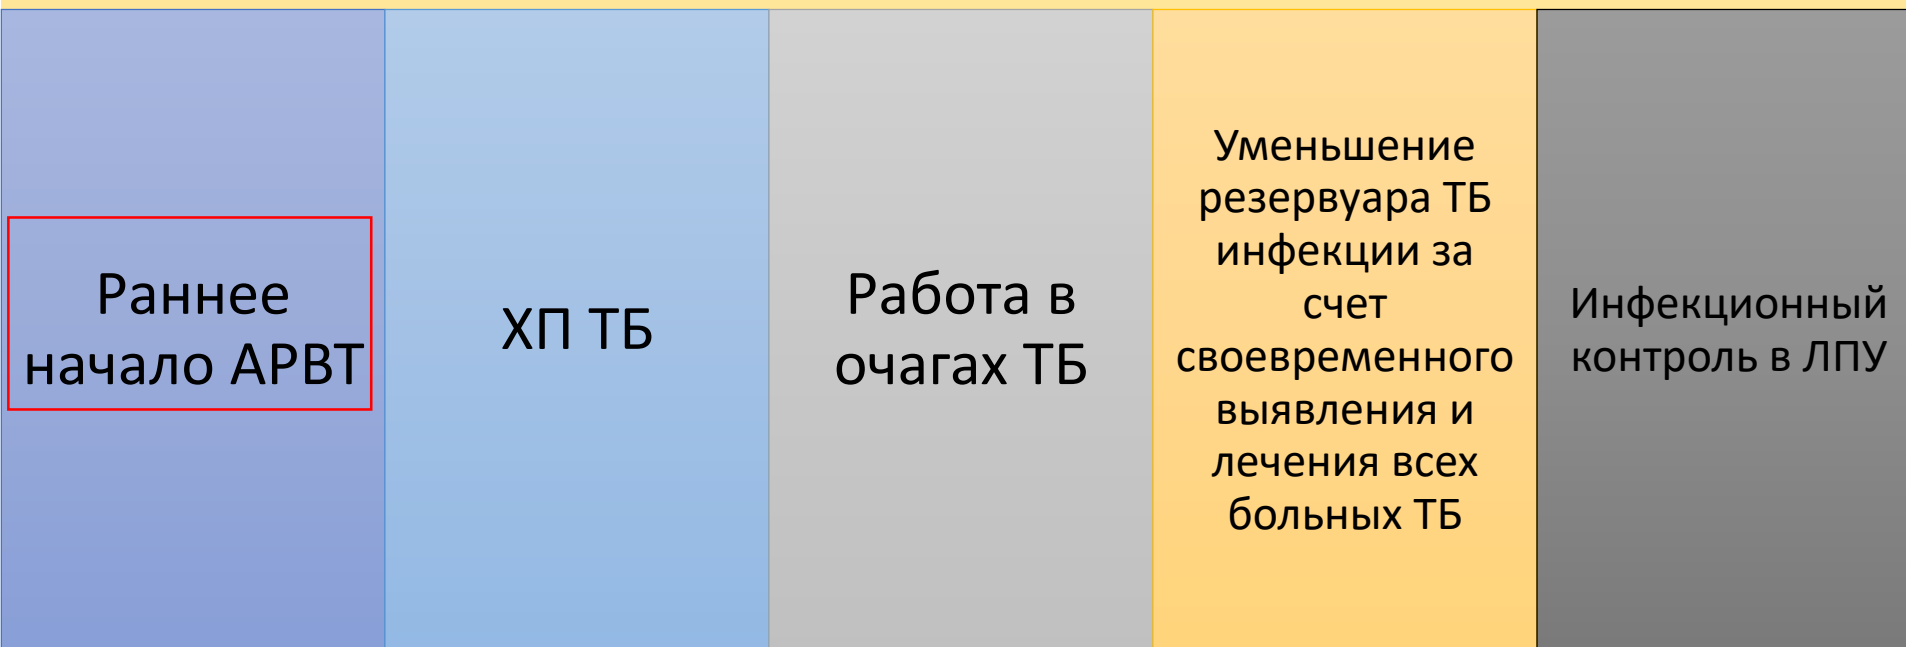 Раннее
начало АРВТ
ХП ТБ
Работа в
очагах ТБ
Уменьшение
резервуара ТБ
инфекции за
счет
своевременного
выявления и
лечения всех
больных ТБ
Инфекционный
контроль в ЛПУ